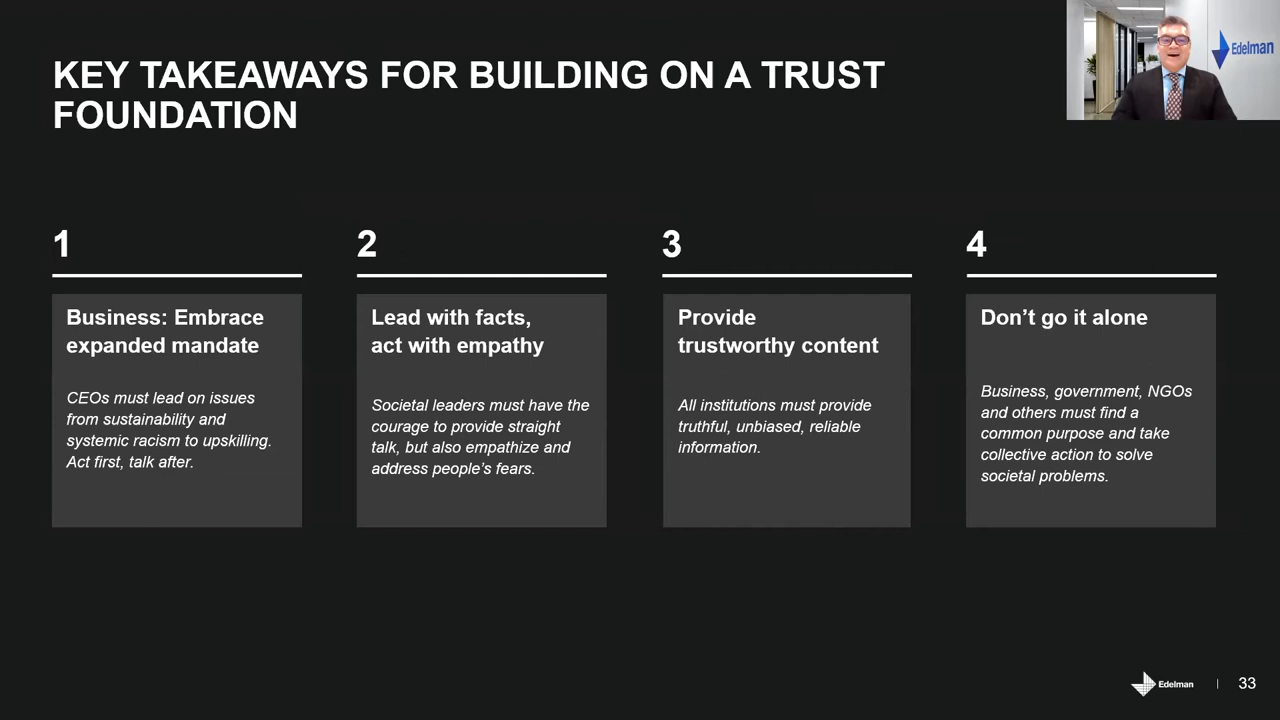 KEY TAKEAWAYS FOR BUILDING ON A TRUST
FOUNDATION
Edelman
1
Business: Embrace
expanded mandate
CEOs must lead on issues
from sustainability and
systemic racism to upskilling.
Act first, talk after.
2
Lead with facts,
act with empathy
Societal leaders must have the
courage to provide straight
talk, but also empathize and
address people’s fears.
3
Provide
trustworthy content
All institutions must provide
truthful, unbiased, reliable
information.
4
Don’t go it alone
Business, government, NGOs
and others must find a
common purpose and take
collective action to solve
societal problems.
Edelman | 33